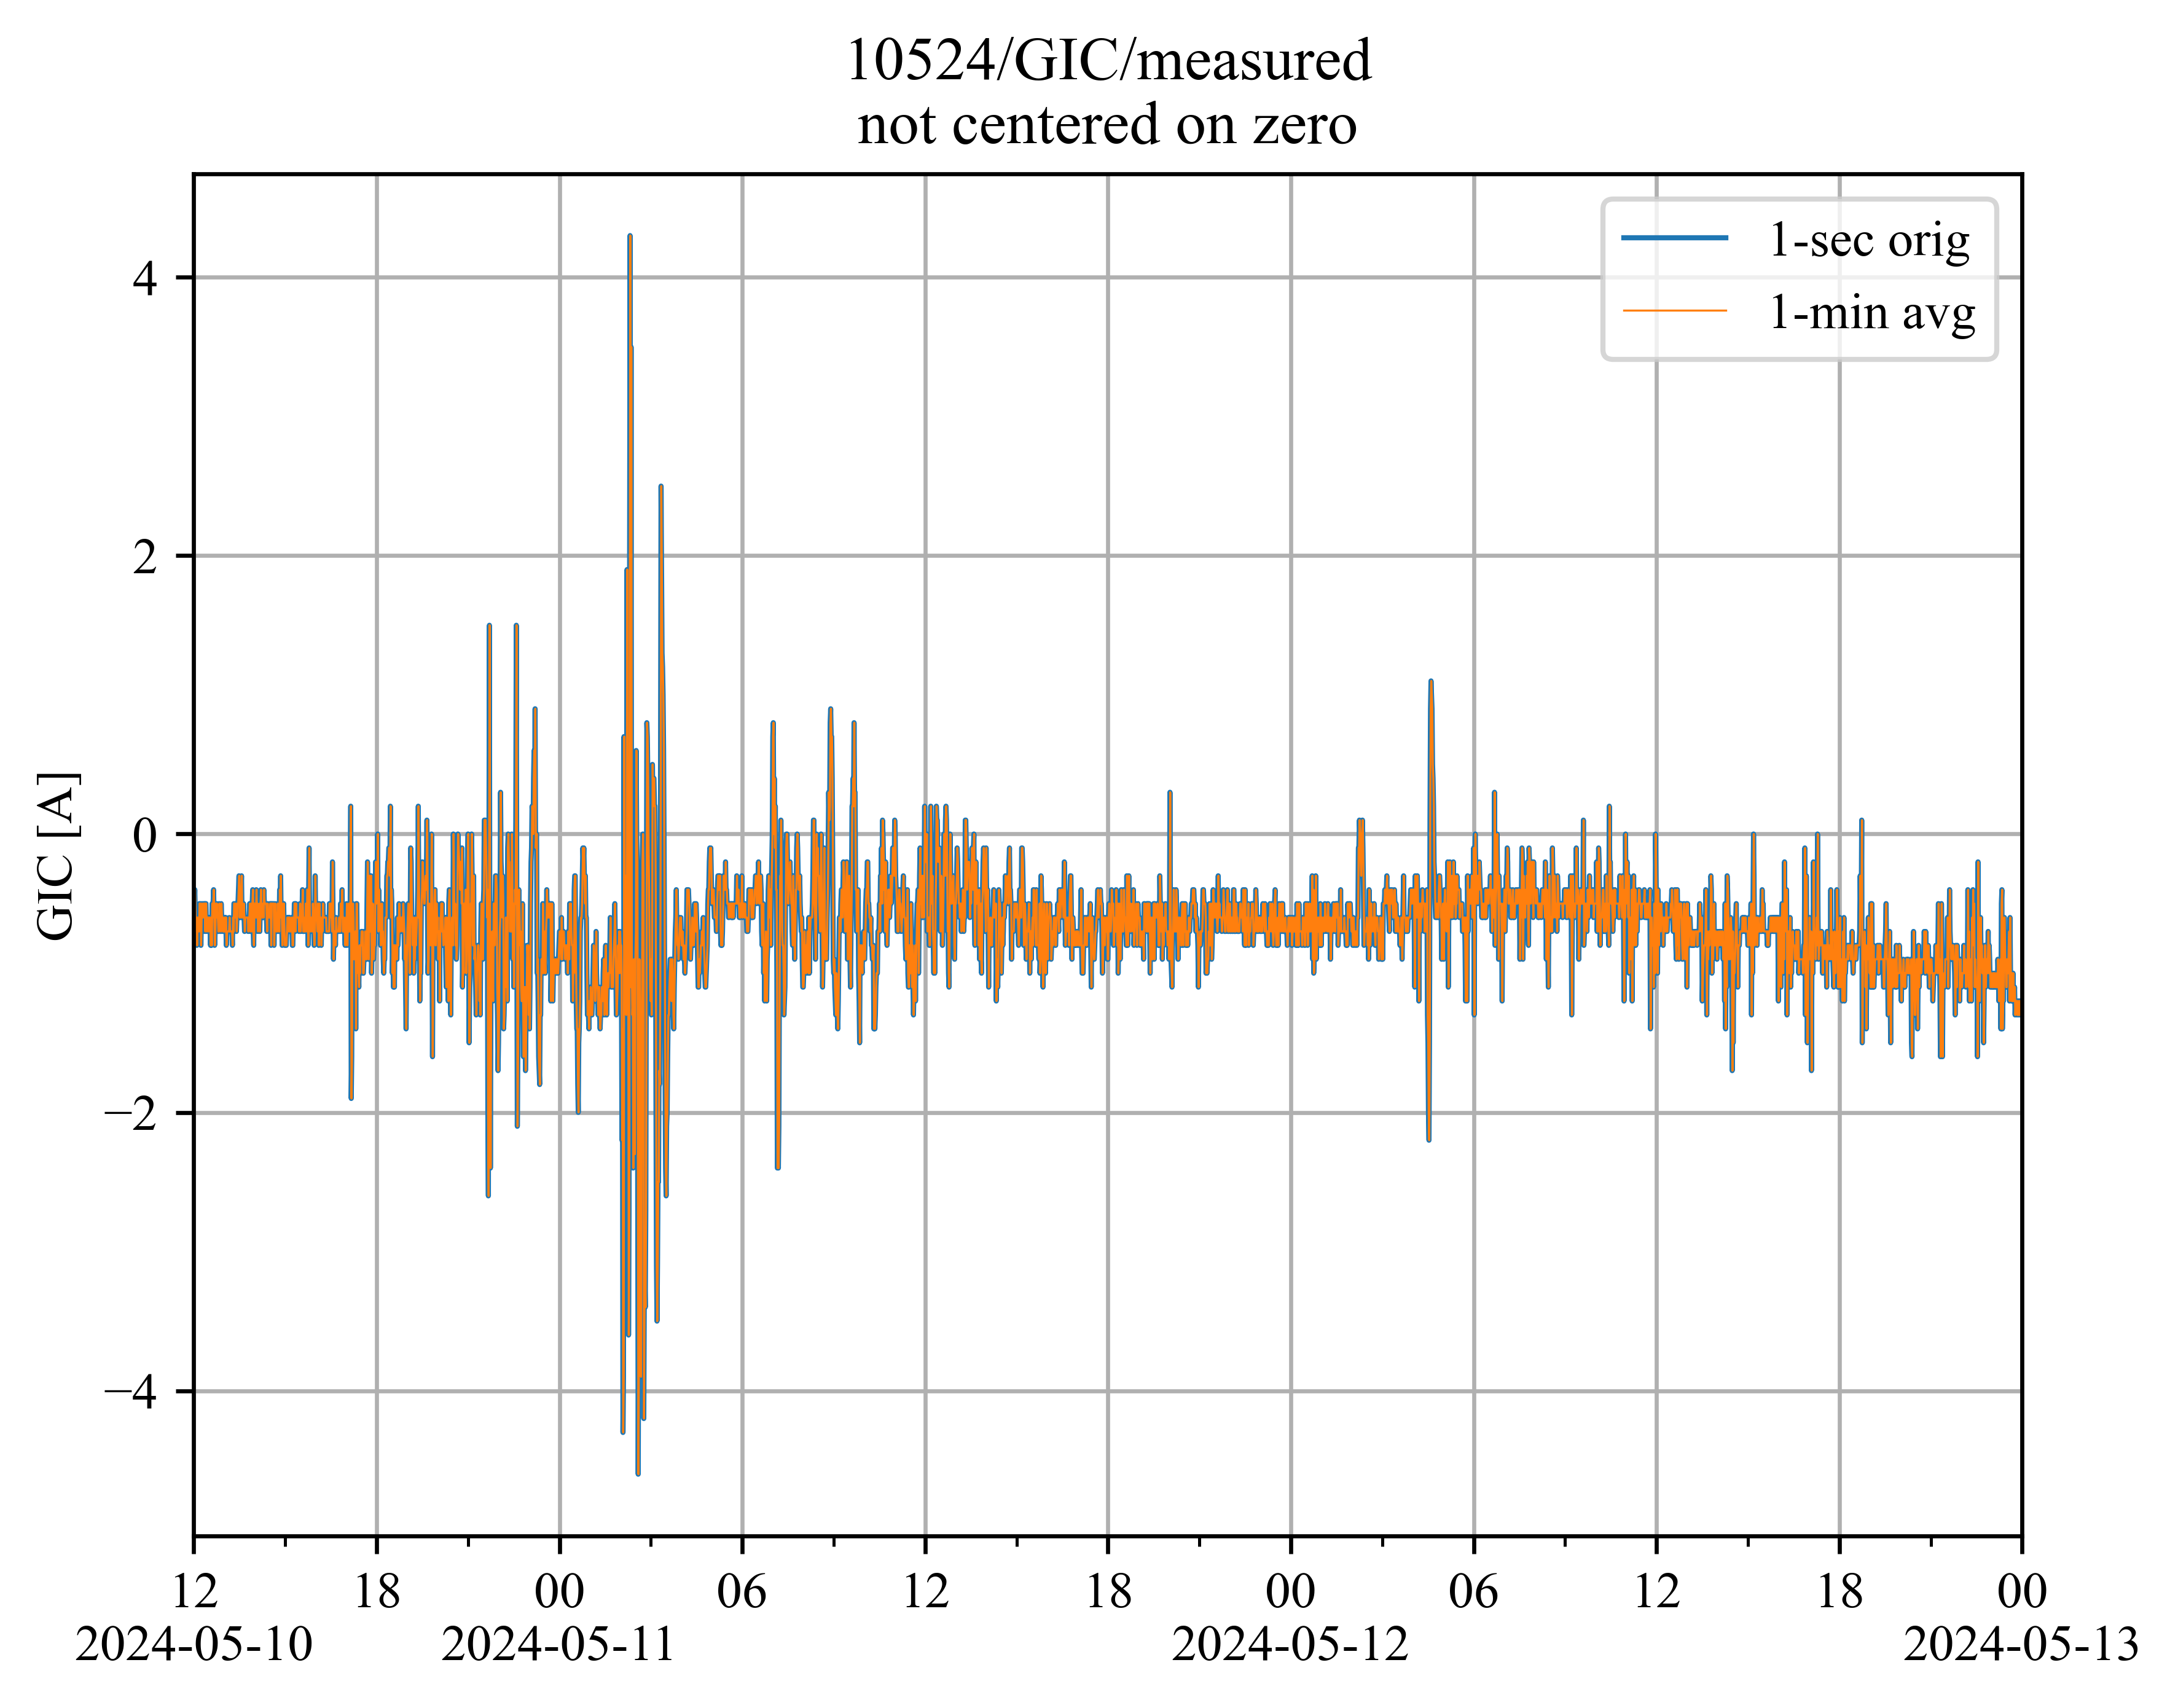 10524/GIC/measured
not centered on zero
1-sec orig
1-min avg
GIC [A]
4
2
0
−2
−4
12 18 00 06 12 18 00 06 12 18 00
2024-05-10 2024-05-11 2024-05-12 2024-05-13